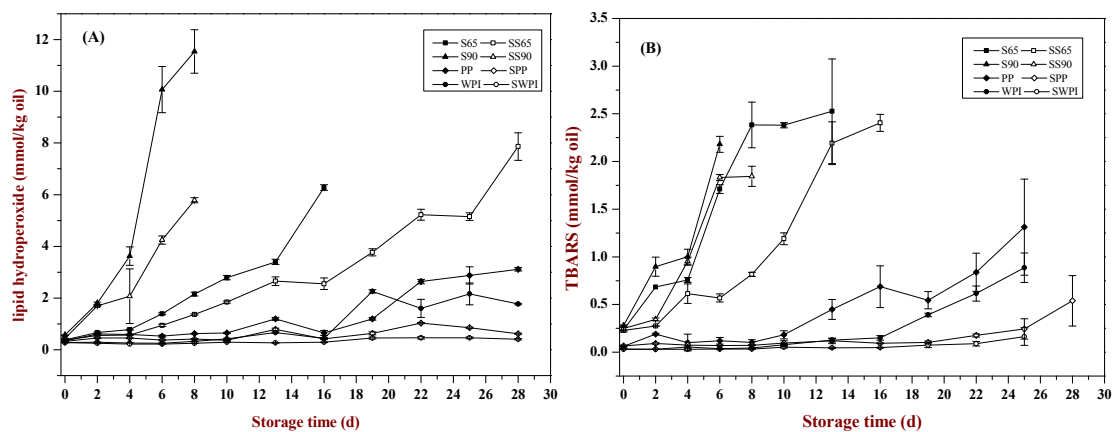 (A)
S65 SS65
S90 SS90
PP SPP
WPI SWPI
lipid hydroperoxide (mmol/kg oil)
12
10
8
6
4
2
0
0 2 4 6 8 10 12 14 16 18 20 22 24 26 28 30
Storage time (d)
(B)
S65 SS65
S90 SS90
PP SPP
WPI SWPI
TBARS (mmol/kg oil)
3.5
3.0
2.5
2.0
1.5
1.0
0.5
0.0
0 2 4 6 8 10 12 14 16 18 20 22 24 26 28 30
Storage time (d)